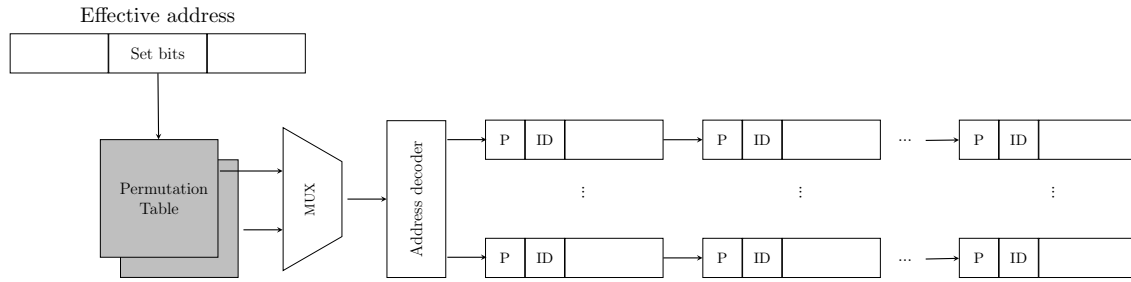 Effective address
Set bits
Permutation
Table
MUX
Address decoder
P ID P ID ... P ID
⋮ ⋮ ⋮
P ID P ID ... P ID